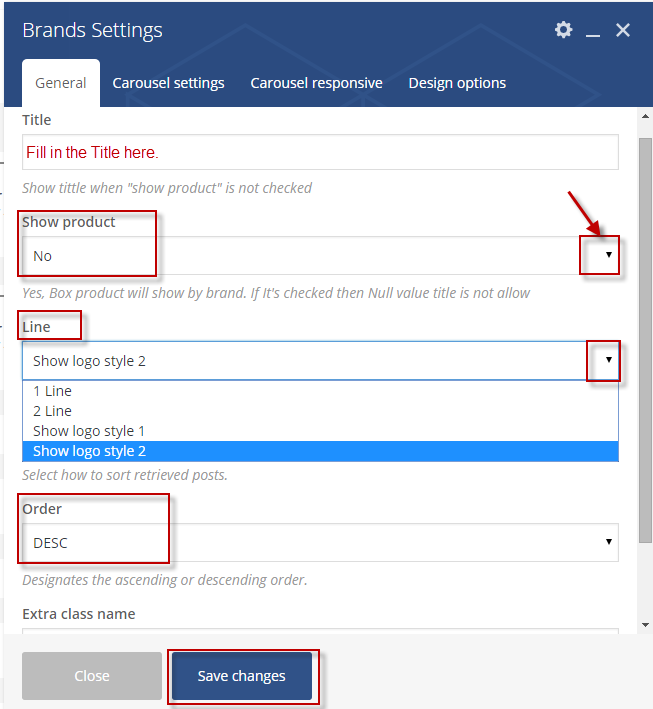 Brands Settings
General Carousel settings Carousel responsive Design options
Title
Fill in the Title here.
Show tittle when "show product" is not checked
Show product
No
Yes, Box product will show by brand. If It's checked then Null value title is not allow
Line
Show logo style 2
1 Line
2 Line
Show logo style 1
Show logo style 2
Select how to sort retrieved posts.
Order
DESC
Designates the ascending or descending order.
Extra class name
Close Save changes